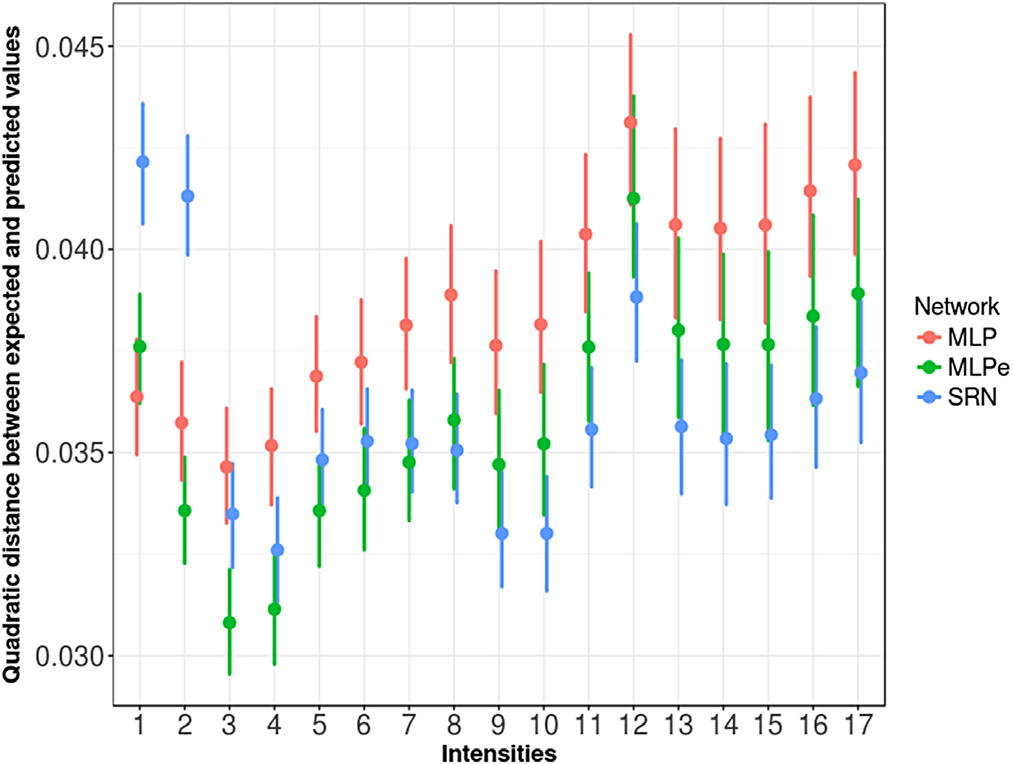 Quadratic distance between expected and predicted values
0.045
0.040
0.035
0.030
1 2 3 4 5 6 7 8 9 10 11 12 13 14 15 16 17
Intensities
Network
MLP
MLPe
SRN